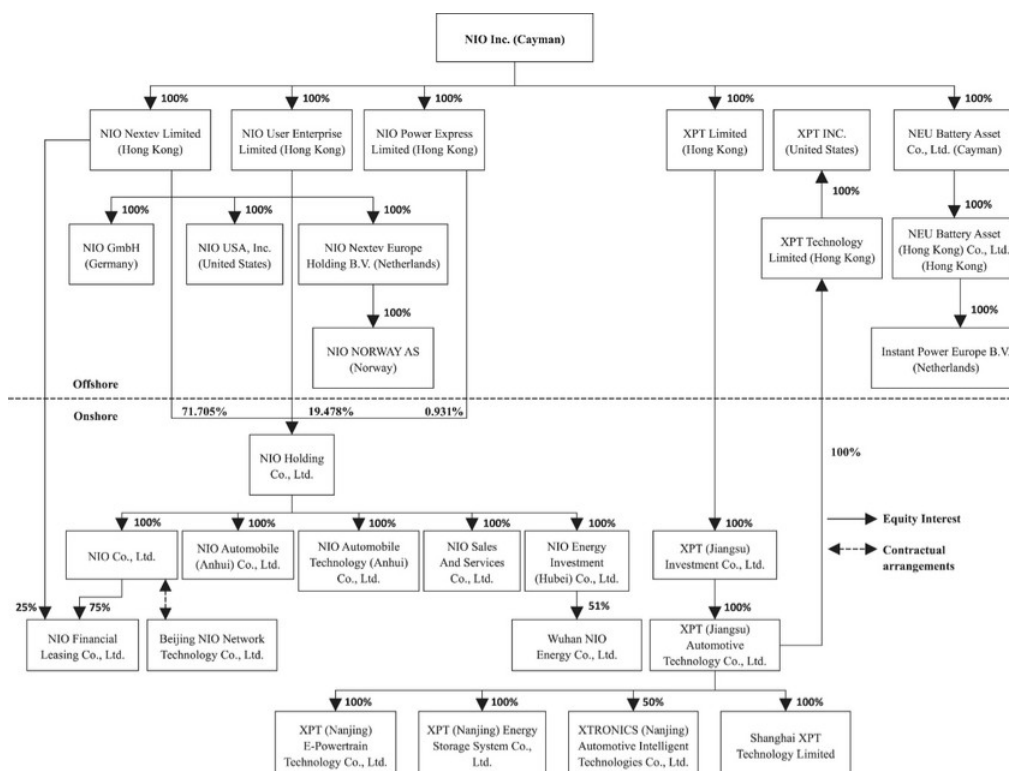 NIO Inc. (Cayman)
100%
100%
100%
100%
100%
NIO Nextev Limited
(Hong Kong)
NIO User Enterprise
Limited (Hong Kong)
NIO Power Express
Limited (Hong Kong)
XPT Limited
(Hong Kong)
XPT INC.
(United States)
NEU Battery Asset
Co., Ltd. (Cayman)
100%
100%
100%
100%
100%
NIO GmbH
(Germany)
NIO USA, Inc.
(United States)
NIO Nextev Europe
Holding B.V. (Netherlands)
XPT Technology
Limited (Hong Kong)
NEU Battery Asset
(Hong Kong) Co., Ltd.
(Hong Kong)
100%
100%
NIO NORWAY AS
(Norway)
Instant Power Europe B.V.
(Netherlands)
Offshore
Onshore
71.705%
19.478%
0.931%
NIO Holding
Co., Ltd.
100%
100%
100%
100%
100%
100%
100%
NIO Co., Ltd.
NIO Automobile
(Anhui) Co., Ltd.
NIO Automobile
Technology (Anhui)
Co., Ltd.
NIO Sales
And Services
Co., Ltd.
NIO Energy
Investment
(Hubei) Co., Ltd.
XPT (Jiangsu)
Investment Co., Ltd.
Equity Interest
Contractual
arrangements
25%
75%
51%
100%
NIO Financial
Leasing Co., Ltd.
Beijing NIO Network
Technology Co., Ltd.
Wuhan NIO
Energy Co., Ltd.
XPT (Jiangsu)
Automotive
Technology Co., Ltd.
100%
100%
50%
100%
XPT (Nanjing)
E-Powertrain
Technology Co., Ltd.
XPT (Nanjing) Energy
Storage System Co.,
Ltd.
XTRONICS (Nanjing)
Automotive Intelligent
Technologies Co., Ltd.
Shanghai XPT
Technology Limited